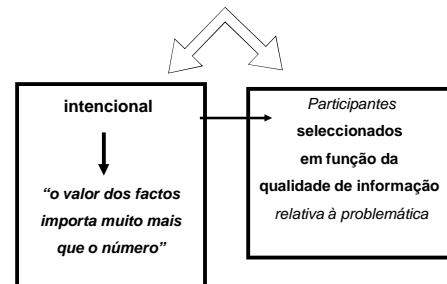 intencional
“o valor dos factos
importa muito mais
que o número”
Participantes
seleccionados
em função da
qualidade de informação
relativa à problemática